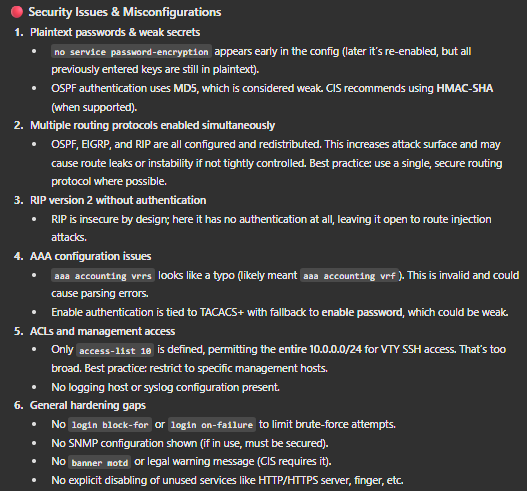 🔴 Security Issues & Misconfigurations
1. Plaintext passwords & weak secrets
• no service password-encryption appears early in the config (later it's re-enabled, but all
previously entered keys are still in plaintext).
• OSPF authentication uses MD5, which is considered weak. CIS recommends using HMAC-SHA
(when supported).
2. Multiple routing protocols enabled simultaneously
• OSPF, EIGRP, and RIP are all configured and redistributed. This increases attack surface and may
cause route leaks or instability if not tightly controlled. Best practice: use a single, secure routing
protocol where possible.
3. RIP version 2 without authentication
• RIP is insecure by design; here it has no authentication at all, leaving it open to route injection
attacks.
4. AAA configuration issues
• aaa accounting vrrs looks like a typo (likely meant aaa accounting vrf). This is invalid and could
cause parsing errors.
• Enable authentication is tied to TACACS+ with fallback to enable password, which could be weak.
5. ACLs and management access
• Only access-list 10 is defined, permitting the entire 10.0.0.0/24 for VTY SSH access. That's too
broad. Best practice: restrict to specific management hosts.
• No logging host or syslog configuration present.
6. General hardening gaps
• No login block-for or login on-failure to limit brute-force attempts.
• No SNMP configuration shown (if in use, must be secured).
• No banner motd or legal warning message (CIS requires it).
• No explicit disabling of unused services like HTTP/HTTPS server, finger, etc.